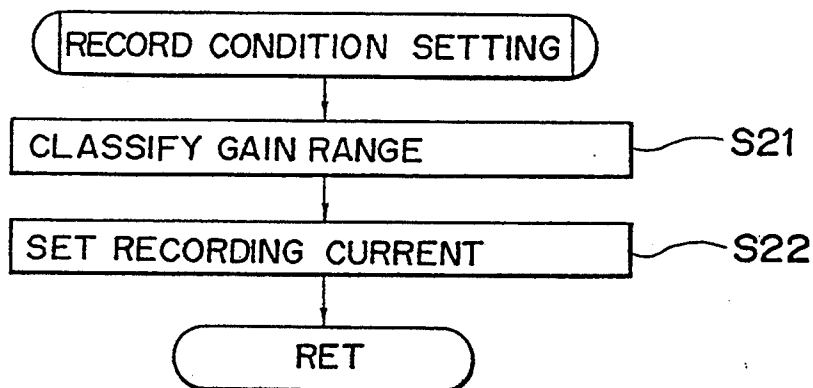 RECORD CONDITION SETTING
CLASSIFY GAIN RANGE
S21
SET RECORDING CURRENT
S22
RET